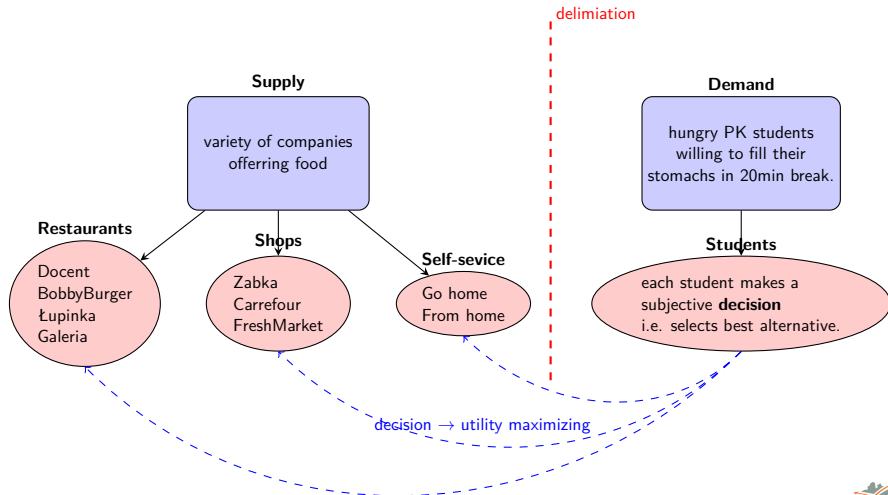 delimiation
Supply
variety of companies
offerring food
Demand
hungry PK students
willing to fill their
stomachs in 20min break.
Restaurants
Docent
BobbyBurger
Łupinka
Galeria
Shops
Zabka
Carrefour
FreshMarket
Self-sevice
Go home
From home
Students
each student makes a
subjective decision
i.e. selects best alternative.
decision → utility maximizing